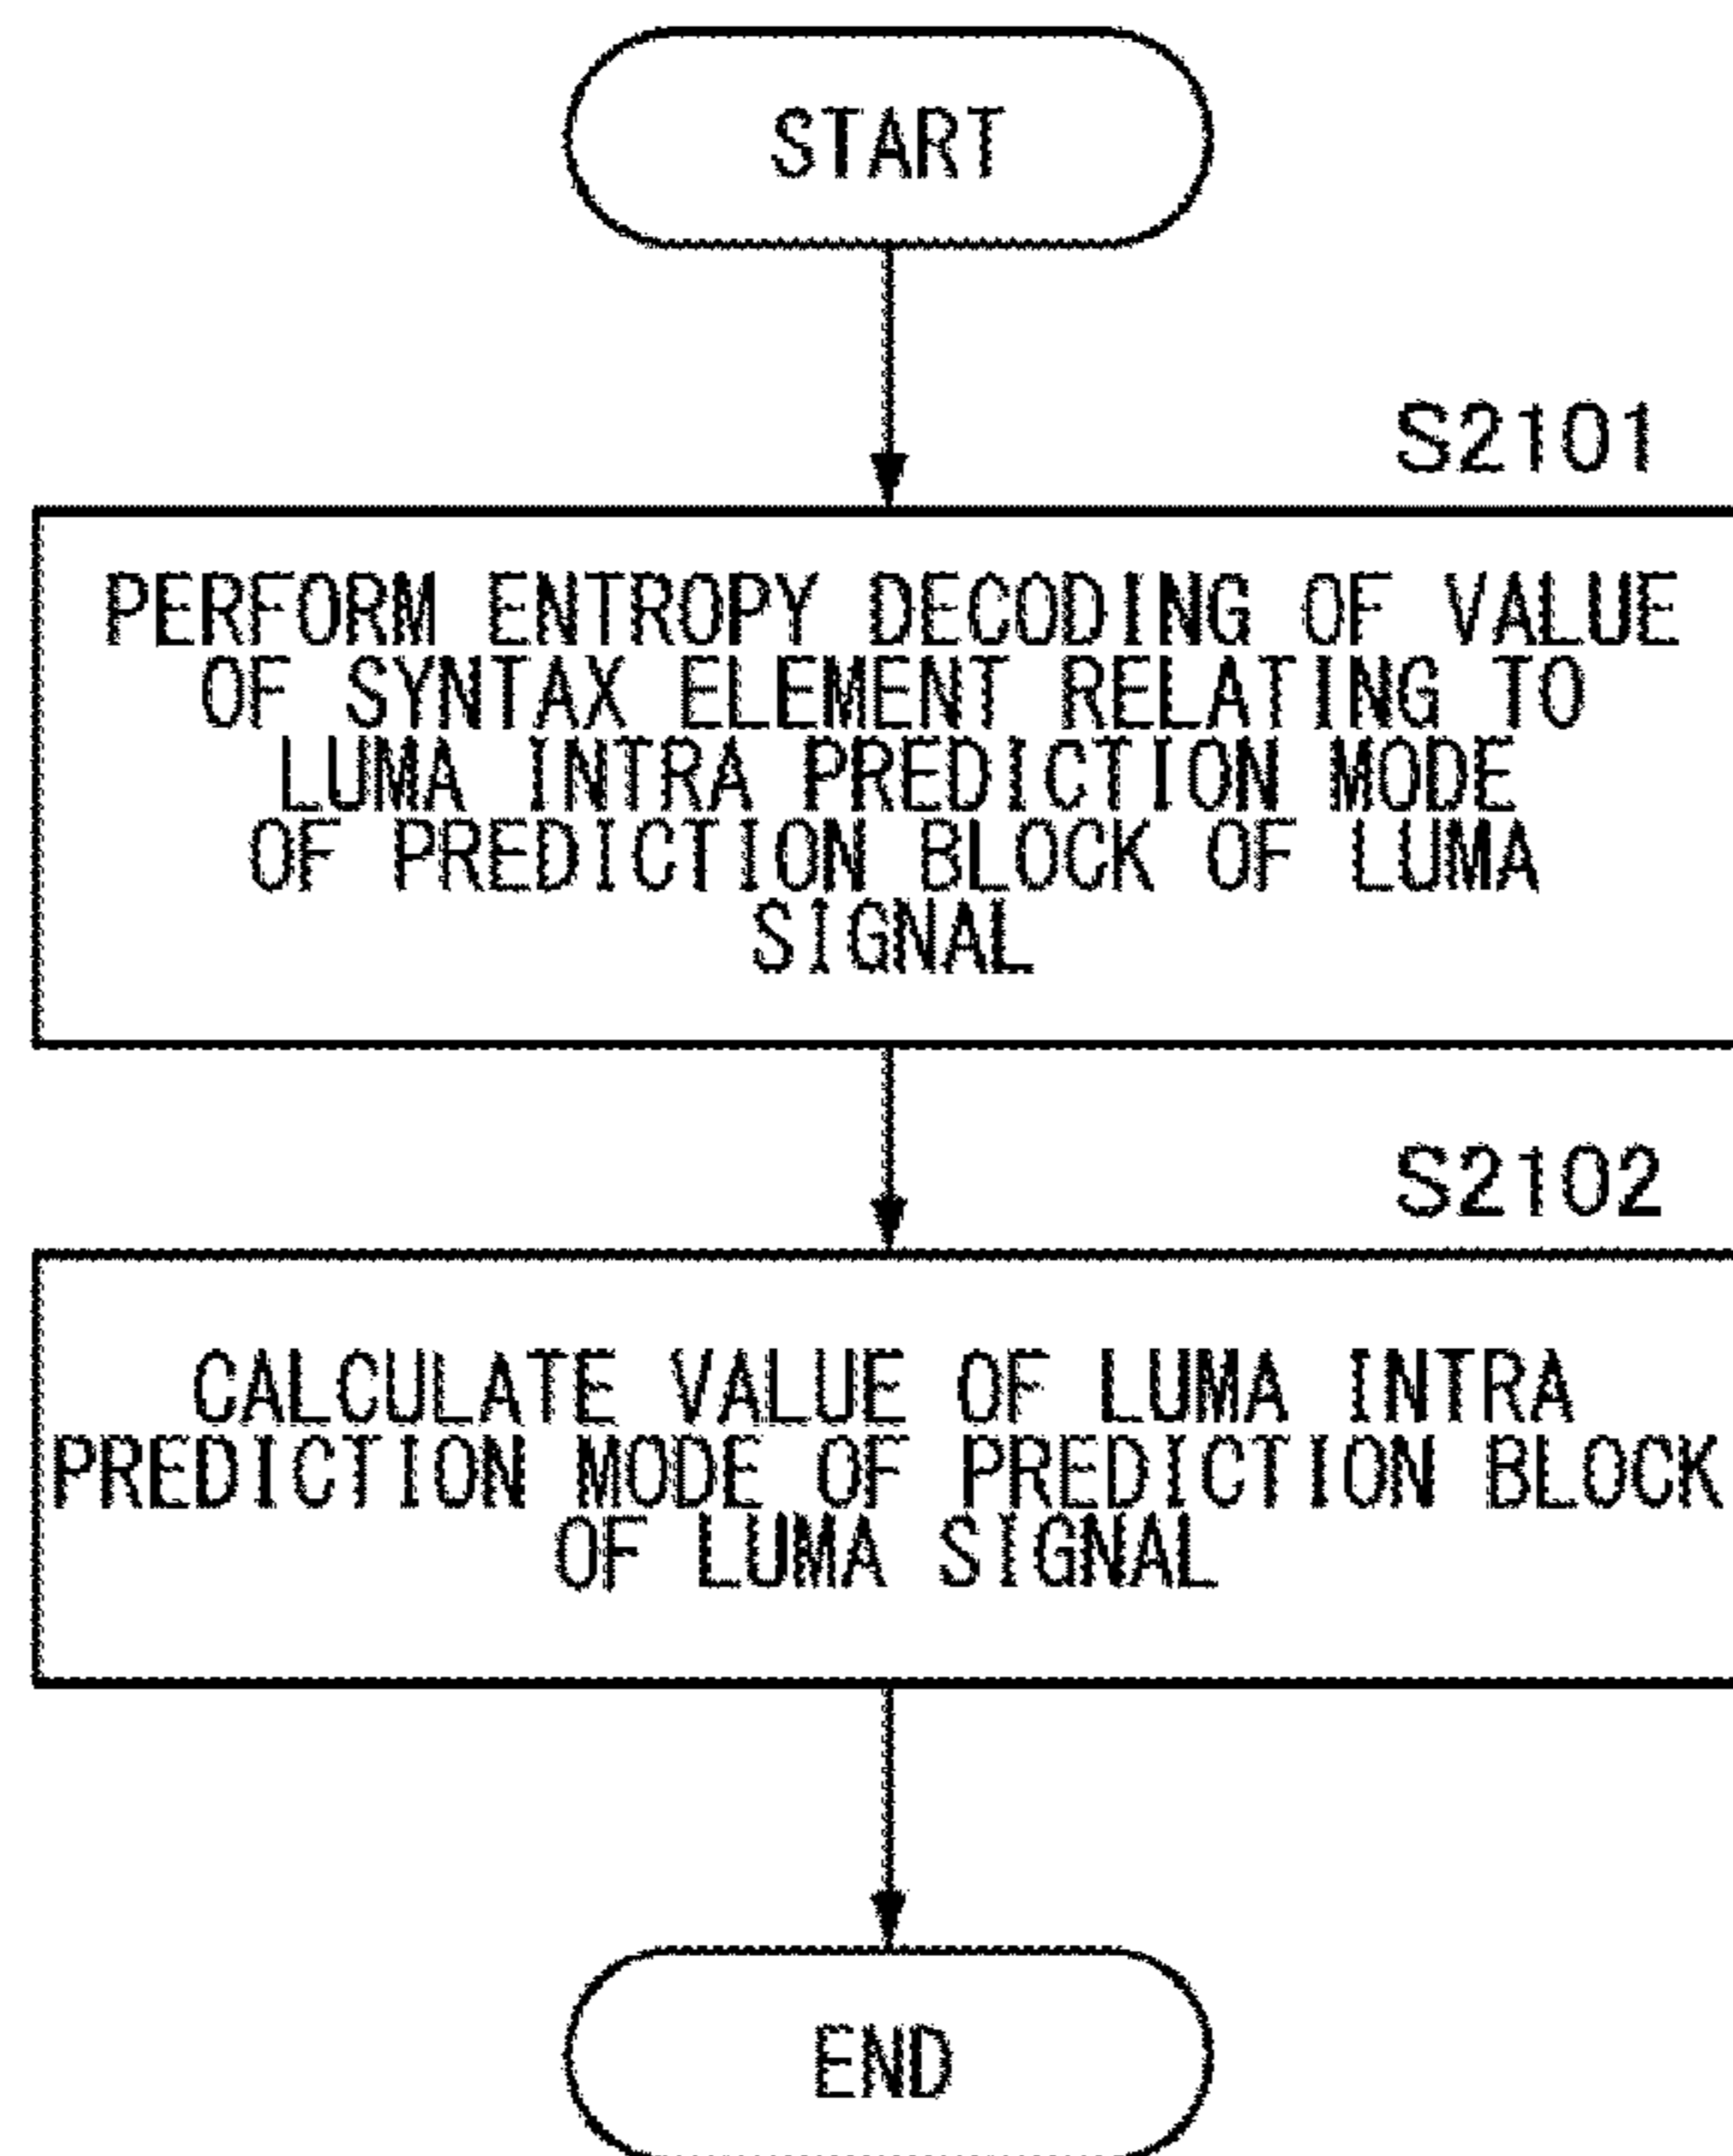 START
S2101
PERFORM ENTROPY DECODING OF VALUE
OF SYNTAX ELEMENT RELATING TO
LUMA INTRA PREDICTION MODE
OF PREDICTION BLOCK OF LUMA
SIGNAL
S2102
CALCULATE VALUE OF LUMA INTRA
PREDICTION MODE OF PREDICTION BLOCK
OF LUMA SIGNAL
END